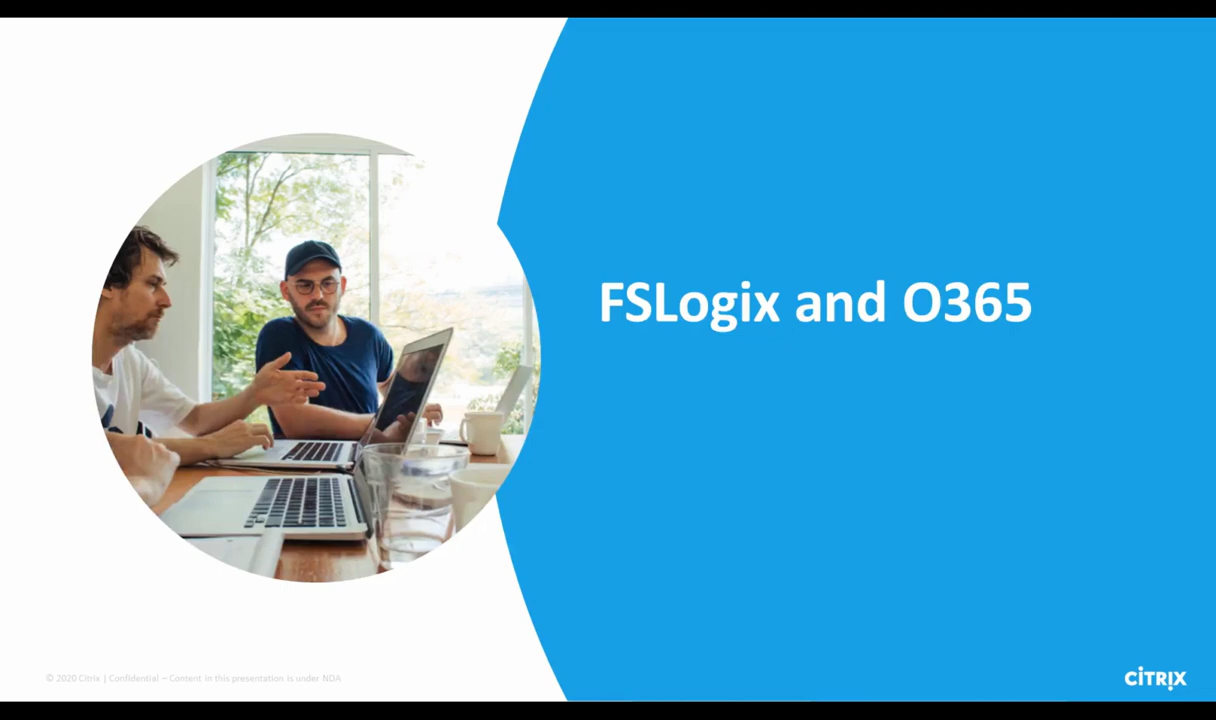 FSLogix and O365
© 2020 Citrix | Confidential – Content in this presentation is under NDA
citrix